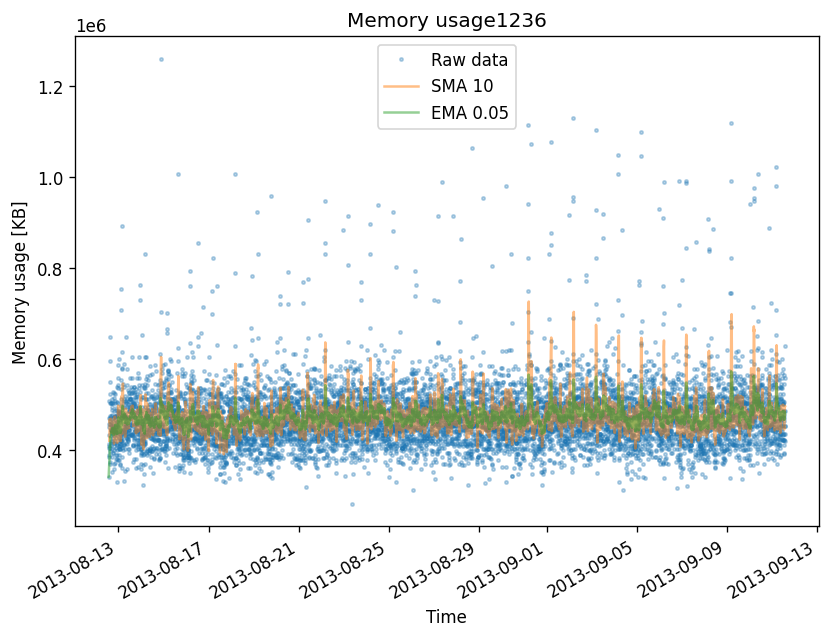 Memory usage1236
1e6
Raw data
SMA 10
EMA 0.05
1.2
1.0
0.8
0.6
0.4
Memory usage [KB]
2013-08-13
2013-08-17
2013-08-21
2013-08-25
2013-08-29
2013-09-01
2013-09-05
2013-09-09
2013-09-13
Time